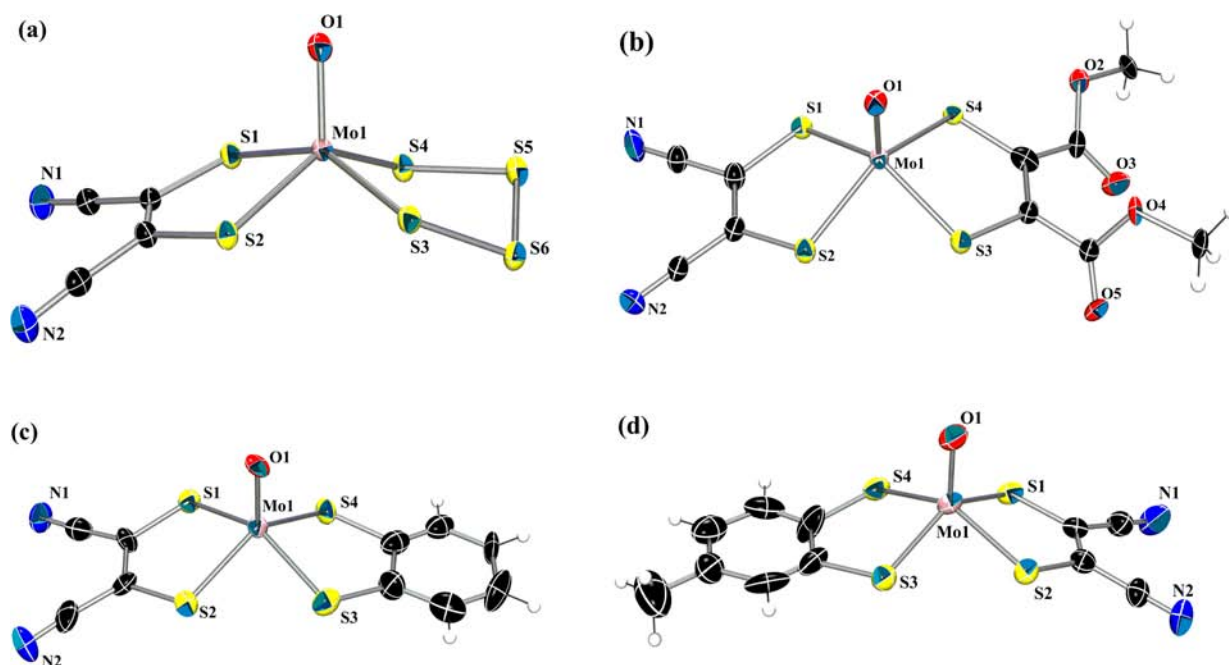 (a)
O1
S1
Mo1
S4
S5
N1
S2
S3
S6
N2
(b)
O2
O1
S1
S4
N1
Mo1
O3
O4
S2
S3
N2
O5
(c)
O1
N1
S1
Mo1
S4
S2
S3
N2
(d)
O1
S4
S1
N1
Mo1
S3
S2
N2